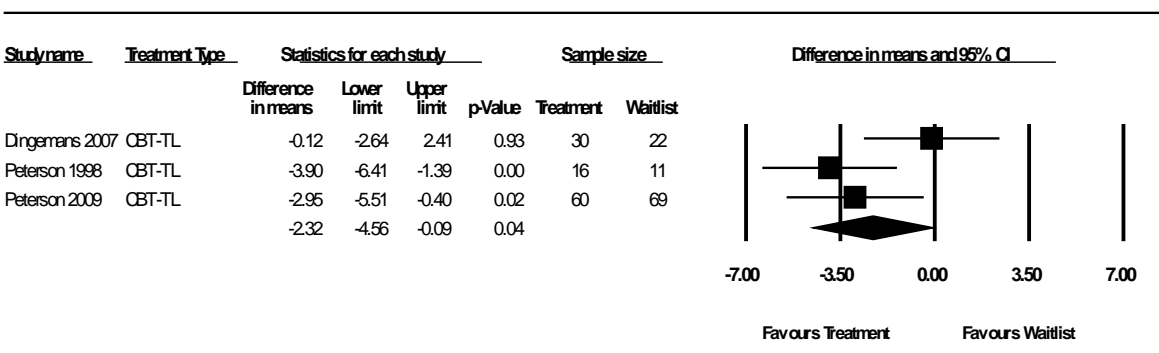 Study name Treatment Type Statistics for each study Sample size Difference in means and 95% CI
Difference in means Lower limit Upper limit p-Value Treatment Waitlist
Dingemans 2007 CBT-TL -0.12 -2.64 2.41 0.93 30 22
Peterson 1998 CBT-TL -3.90 -6.41 -1.39 0.00 16 11
Peterson 2009 CBT-TL -2.95 -5.51 -0.40 0.02 60 69
-2.32 -4.56 -0.09 0.04
-7.00 -3.50 0.00 3.50 7.00
Favours Treatment Favours Waitlist